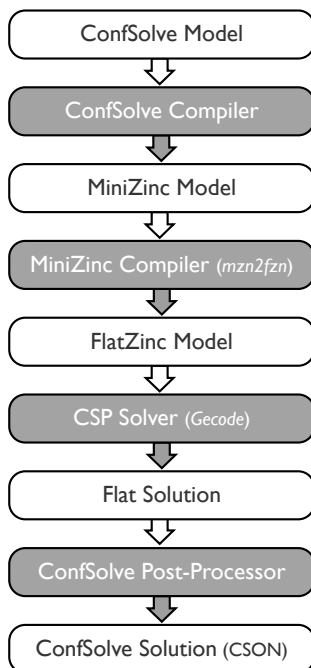 ConfSolve Model
ConfSolve Compiler
MiniZinc Model
MiniZinc Compiler (mzn2fzn)
FlatZinc Model
CSP Solver (Gecode)
Flat Solution
ConfSolve Post-Processor
ConfSolve Solution (CSON)